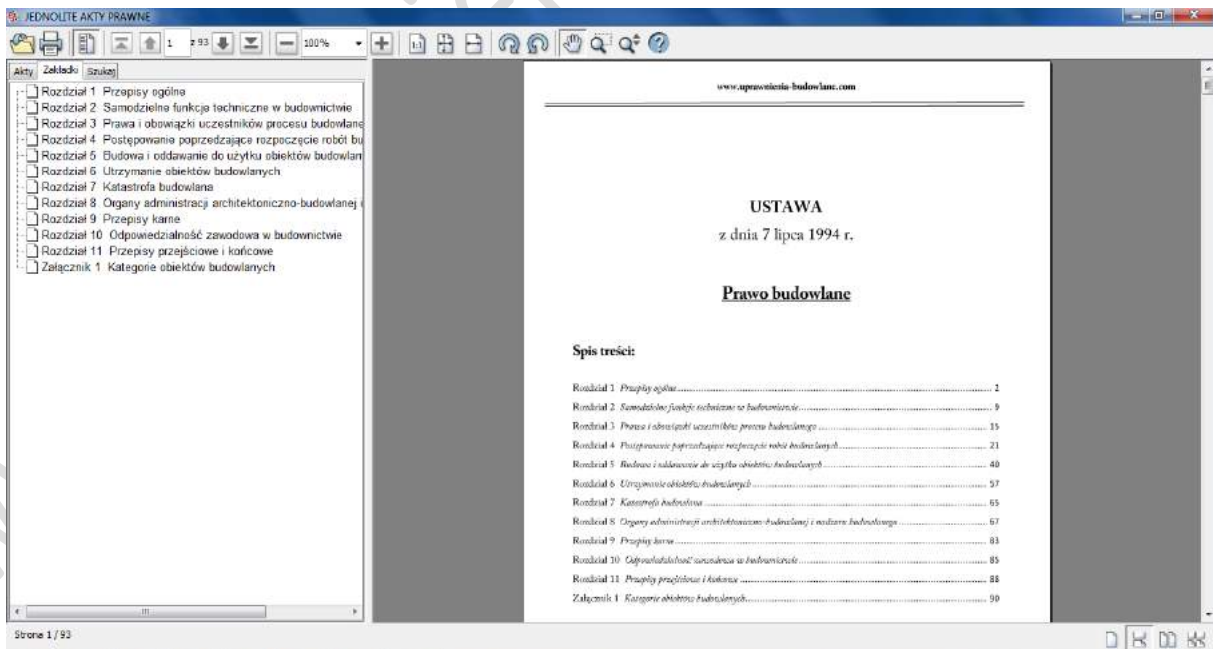 JEDNOLITE AKTY PRAWNE
1 z 93 100% 1:1
Akty Zakładki Szukaj
Rozdział 1 Przepisy ogólne
Rozdział 2 Samodzielne funkcje techniczne w budownictwie
Rozdział 3 Prawa i obowiązki uczestników procesu budowlane
Rozdział 4 Postępowanie poprzedzające rozpoczęcie robót bu
Rozdział 5 Budowa i oddawanie do użytku obiektów budowlan
Rozdział 6 Utrzymanie obiektów budowlanych
Rozdział 7 Katastrofa budowlana
Rozdział 8 Organy administracji architektoniczno-budowlanej i
Rozdział 9 Przepisy karne
Rozdział 10 Odpowiedzialność zawodowa w budownictwie
Rozdział 11 Przepisy przejściowe i końcowe
Załącznik 1 Kategorie obiektów budowlanych
www.uprawnienia-budowlane.com
USTAWA
z dnia 7 lipca 1994 r.
Prawo budowlane
Spis treści:
Rozdział 1 Przepisy ogólne 2
Rozdział 2 Samodzielne funkcje techniczne w budownictwie 9
Rozdział 3 Prawa i obowiązki uczestników procesu budowlanego 15
Rozdział 4 Postępowanie poprzedzające rozpoczęcie robót budowlanych 21
Rozdział 5 Budowa i oddawanie do użytku obiektów budowlanych 40
Rozdział 6 Utrzymanie obiektów budowlanych 57
Rozdział 7 Katastrofa budowlana 65
Rozdział 8 Organy administracji architektoniczno-budowlanej i nadzoru budowlanego 67
Rozdział 9 Przepisy karne 83
Rozdział 10 Odpowiedzialność zawodowa w budownictwie 85
Rozdział 11 Przepisy przejściowe i końcowe 88
Załącznik 1 Kategorie obiektów budowlanych 90
Strona 1/93